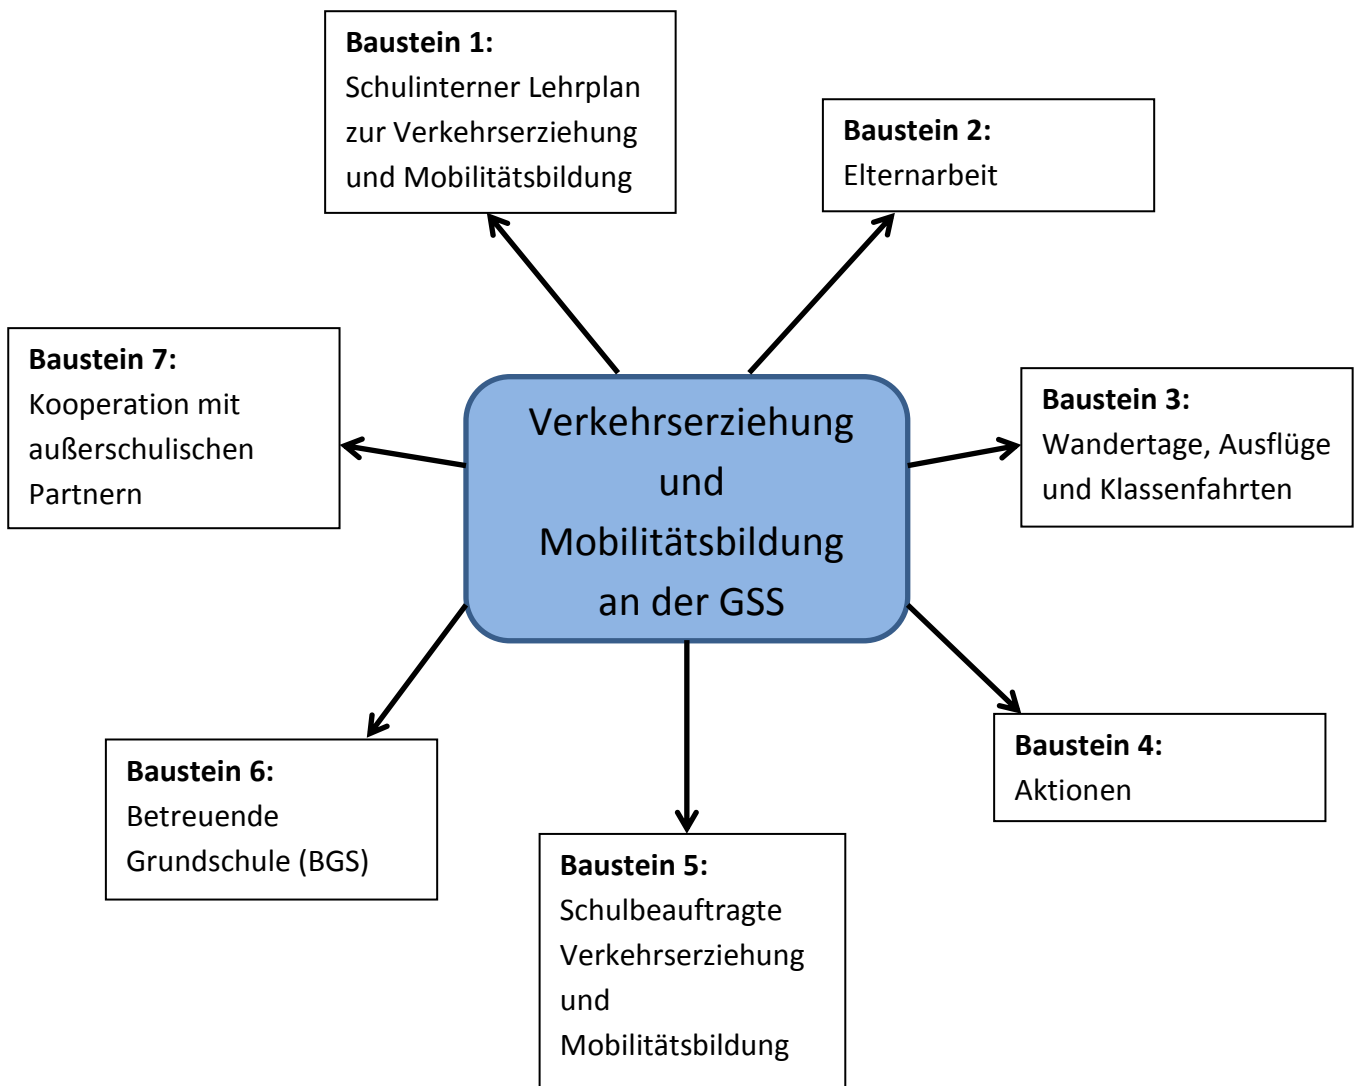 Baustein 1:
Schulinterner Lehrplan
zur Verkehrserziehung
und Mobilitätsbildung
Baustein 2:
Elternarbeit
Baustein 7:
Kooperation mit
außerschulischen
Partnern
Verkehrserziehung
und
Mobilitätsbildung
an der GSS
Baustein 3:
Wandertage, Ausflüge
und Klassenfahrten
Baustein 6:
Betreuende
Grundschule (BGS)
Baustein 5:
Schulbeauftragte
Verkehrserziehung
und
Mobilitätsbildung
Baustein 4:
Aktionen